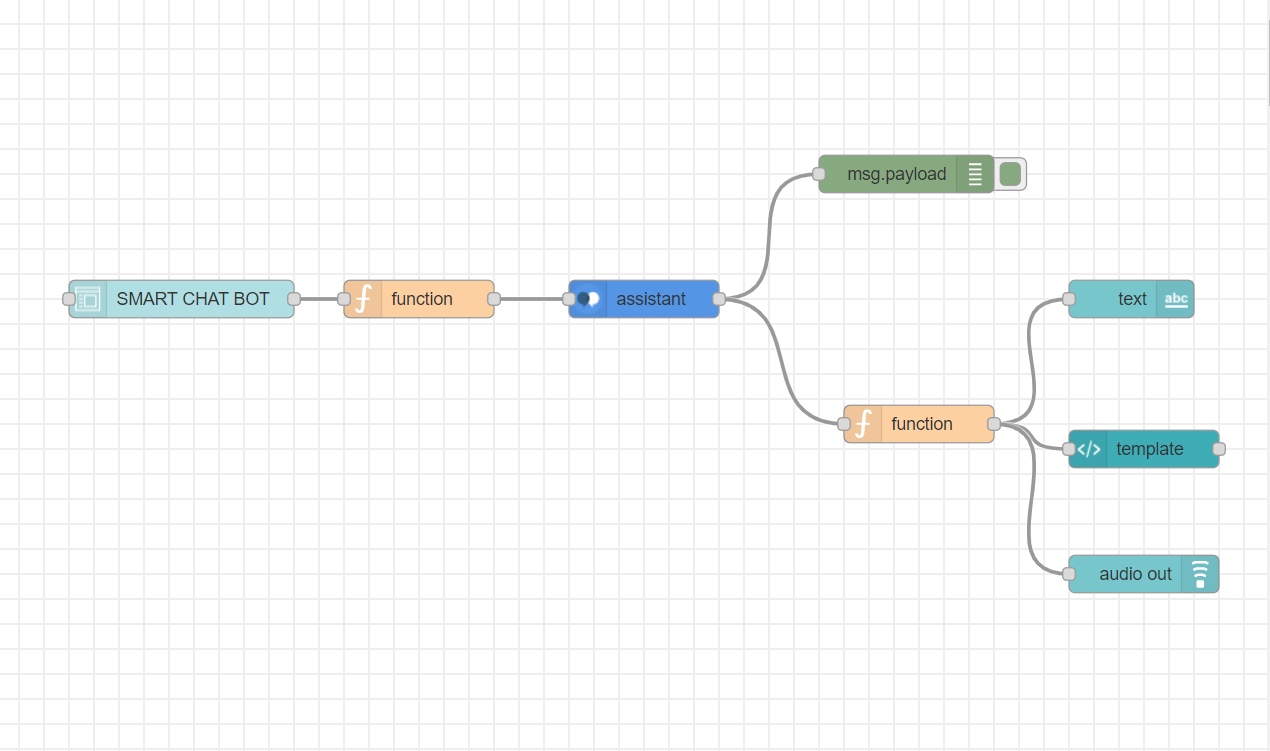 msg.payload
SMART CHAT BOT
function
assistant
text
abc
function
</> template
audio out